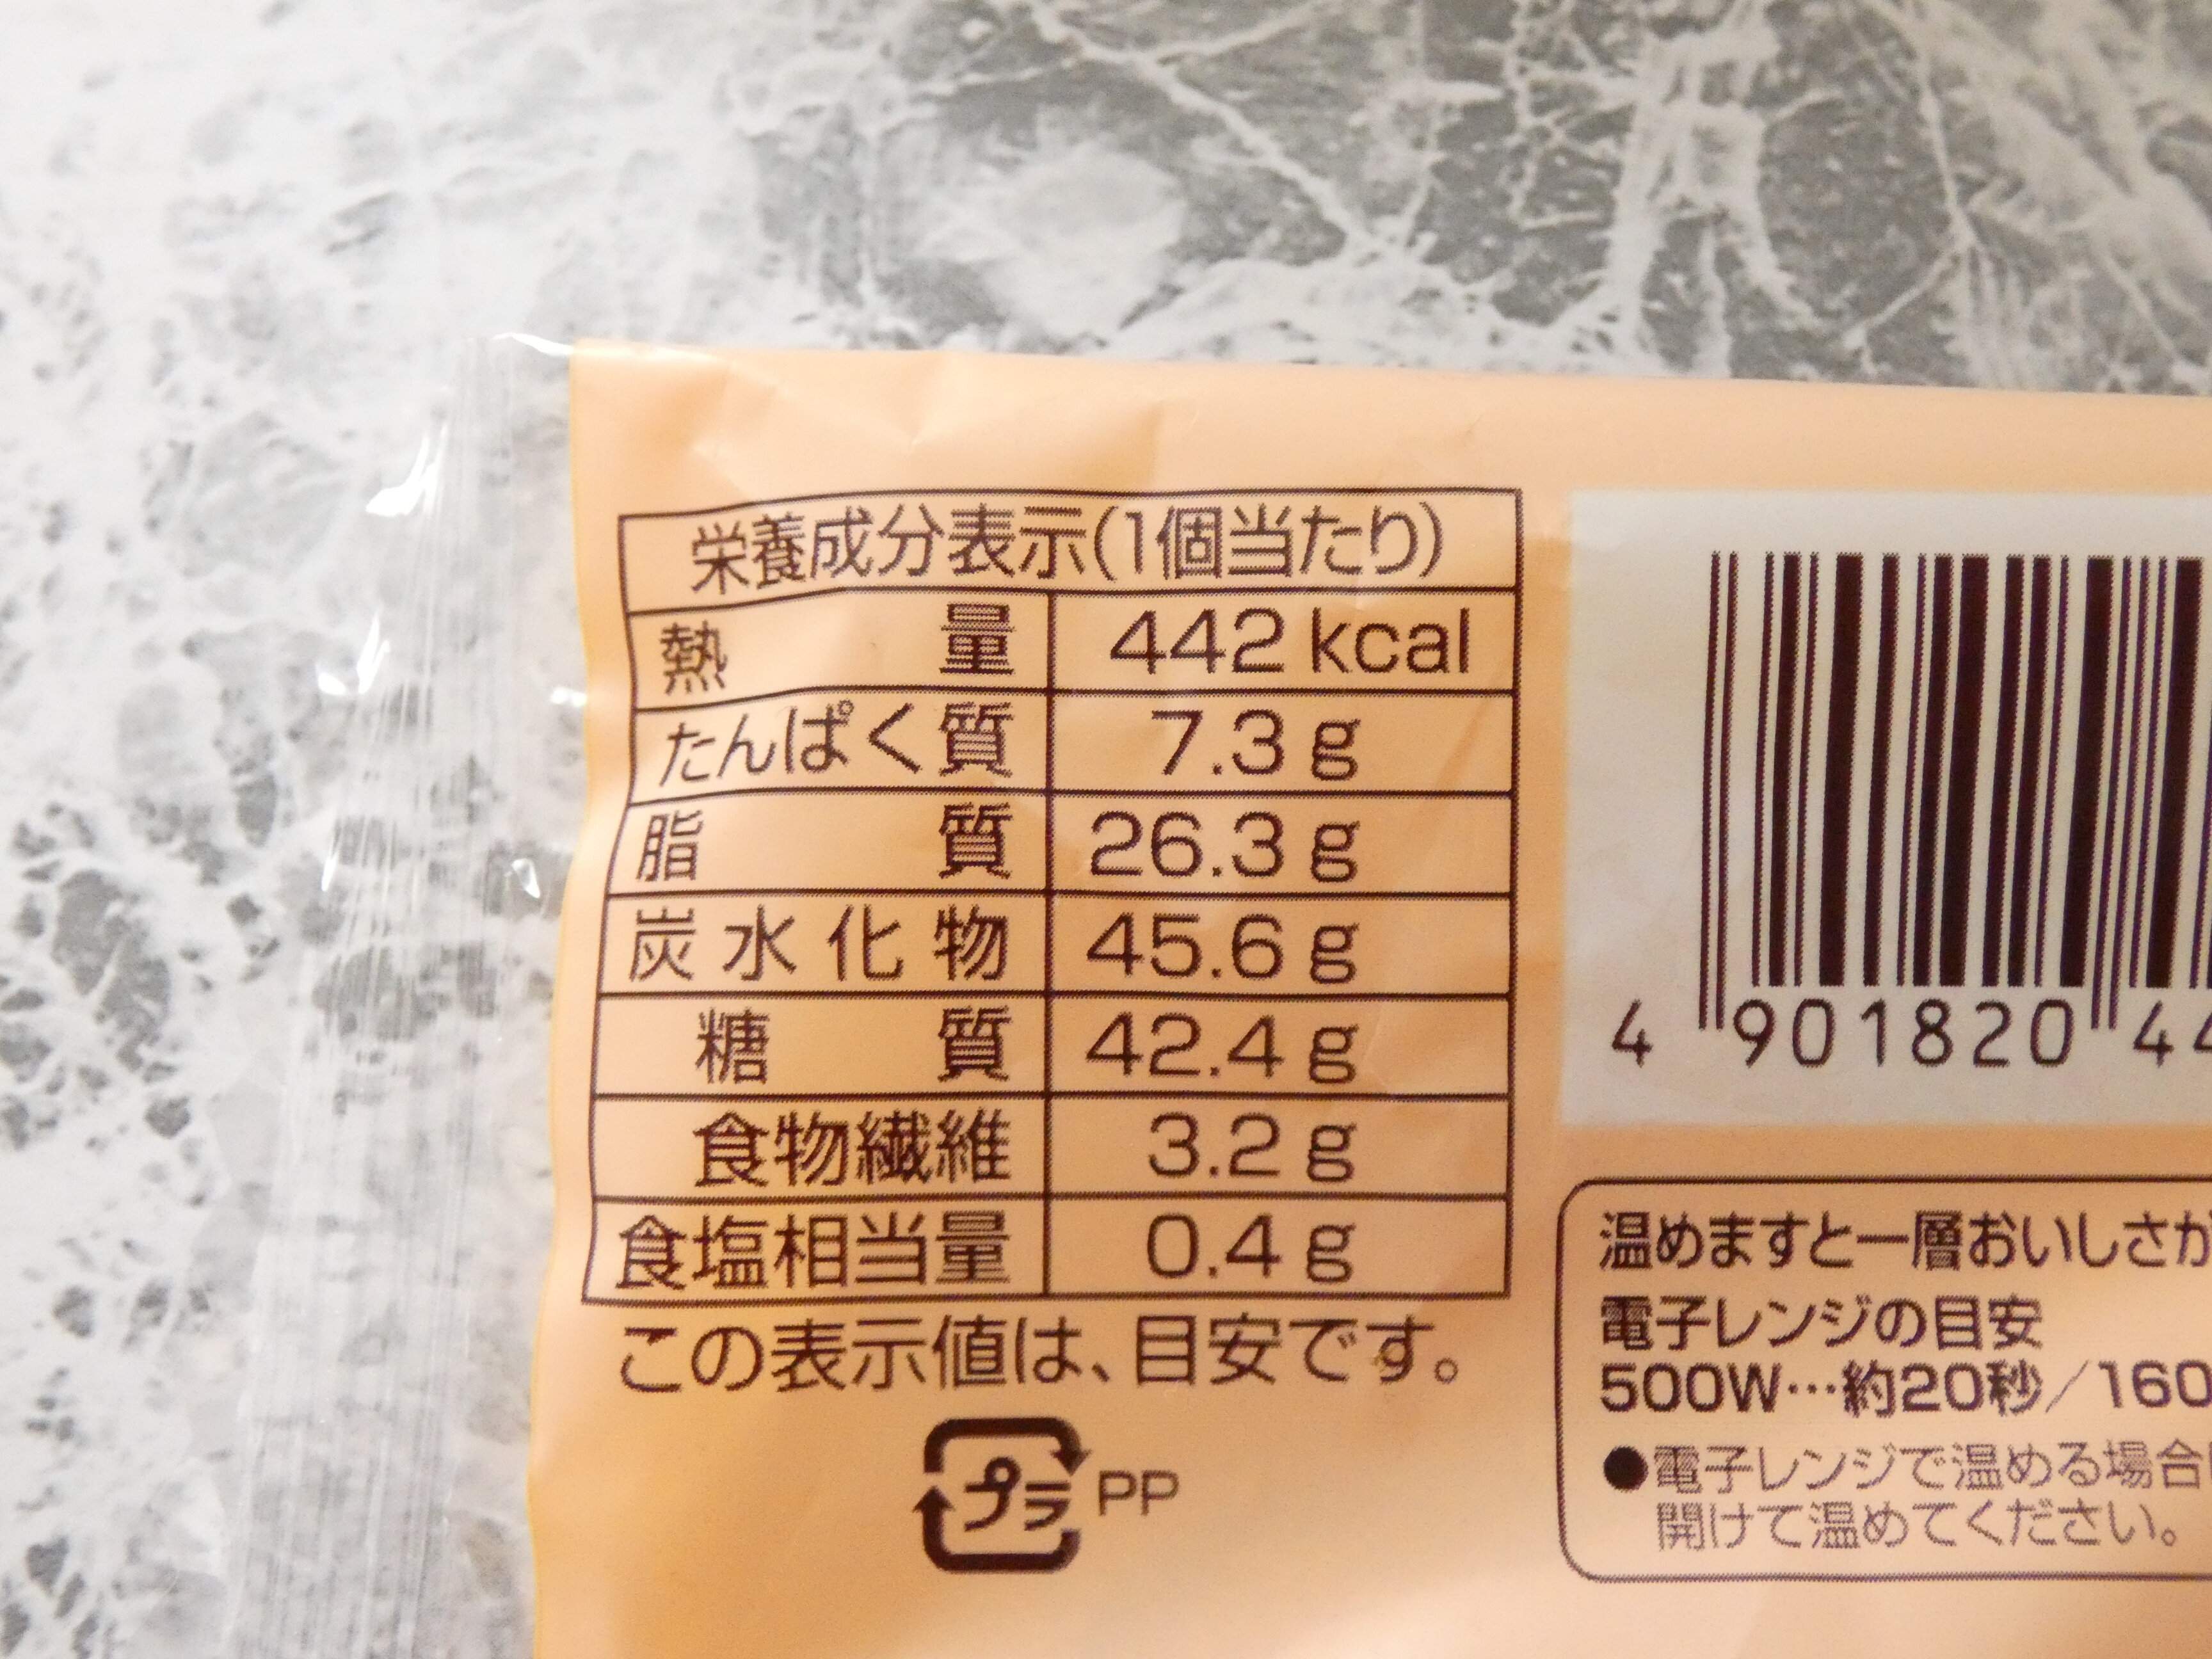 栄養成分表示(1個当たり)
熱量 442 kcal
たんぱく質 7.3 g
脂質 26.3 g
炭水化物 45.6 g
糖質 42.4 g
食物繊維 3.2 g
食塩相当量 0.4 g
この表示値は、目安です。
プラ PP
4 901820 44
温めますと一層おいしさが
電子レンジの目安
500W…約20秒/160
●電子レンジで温める場合
開けて温めてください。